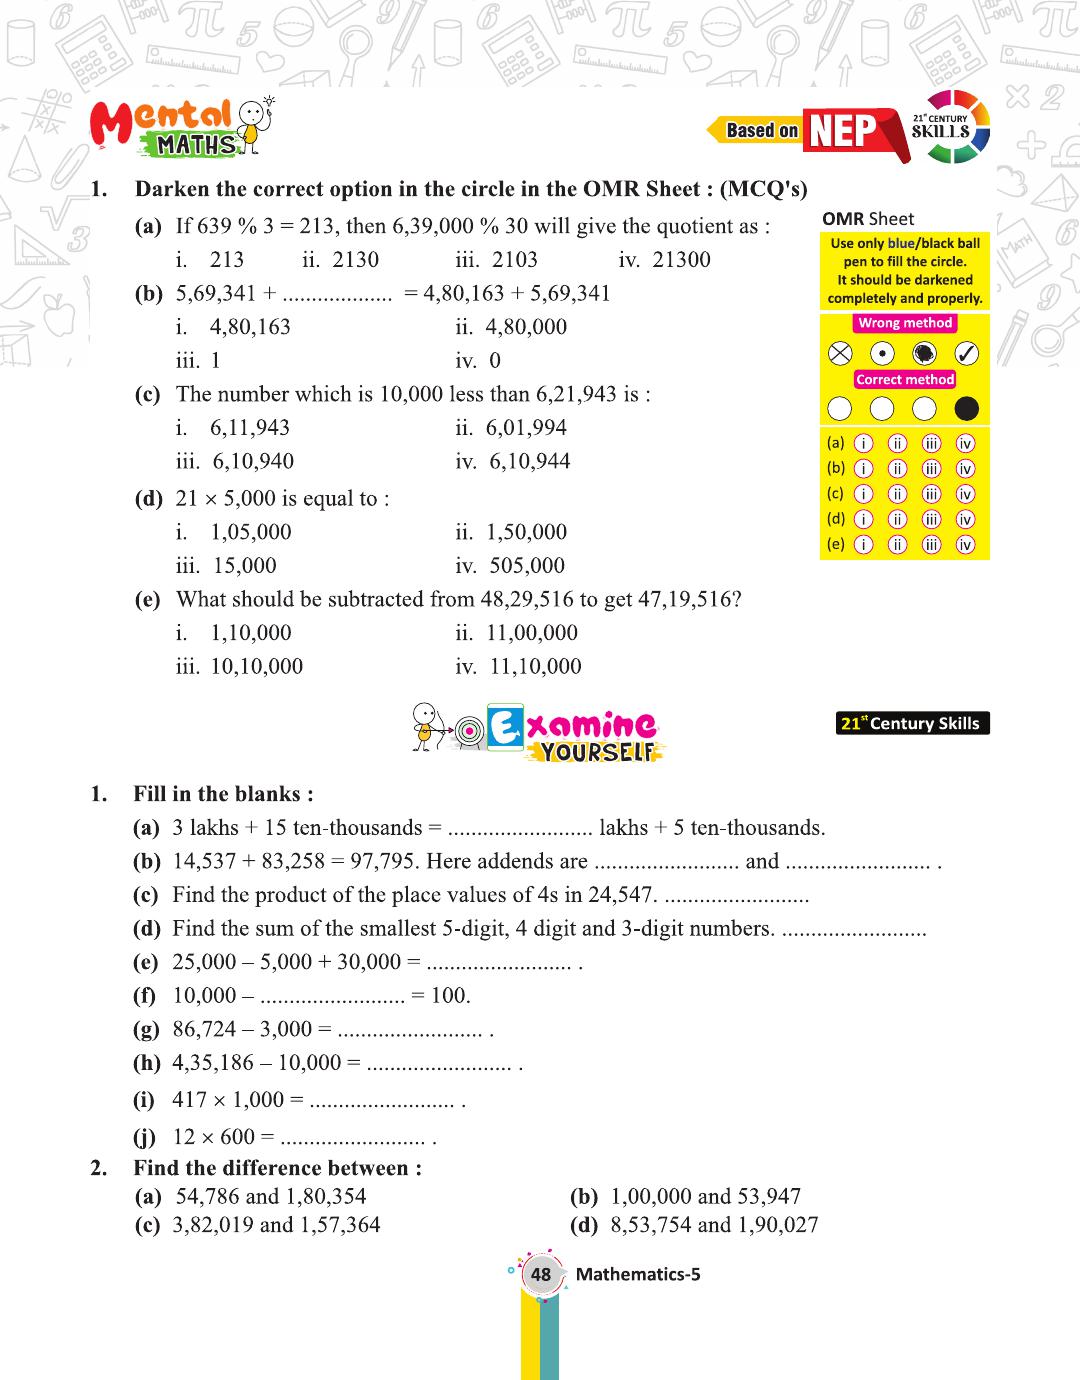 Mental
MATHS
Based on NEP
21st CENTURY
SKILLS
1. Darken the correct option in the circle in the OMR Sheet : (MCQ's)
(a) If 639 % 3 = 213, then 6,39,000 % 30 will give the quotient as :
i. 213 ii. 2130 iii. 2103 iv. 21300
(b) 5,69,341 + ................... = 4,80,163 + 5,69,341
i. 4,80,163 ii. 4,80,000
iii. 1 iv. 0
(c) The number which is 10,000 less than 6,21,943 is :
i. 6,11,943 ii. 6,01,994
iii. 6,10,940 iv. 6,10,944
(d) 21 × 5,000 is equal to :
i. 1,05,000 ii. 1,50,000
iii. 15,000 iv. 505,000
(e) What should be subtracted from 48,29,516 to get 47,19,516?
i. 1,10,000 ii. 11,00,000
iii. 10,10,000 iv. 11,10,000
OMR Sheet
Use only blue/black ball
pen to fill the circle.
It should be darkened
completely and properly.
Wrong method
Correct method
(a) i ii iii iv
(b) i ii iii iv
(c) i ii iii iv
(d) i ii iii iv
(e) i ii iii iv
Examine
YOURSELF
21st Century Skills
1. Fill in the blanks :
(a) 3 lakhs + 15 ten-thousands = ......................... lakhs + 5 ten-thousands.
(b) 14,537 + 83,258 = 97,795. Here addends are ......................... and ......................... .
(c) Find the product of the place values of 4s in 24,547. .........................
(d) Find the sum of the smallest 5-digit, 4 digit and 3-digit numbers. .........................
(e) 25,000 – 5,000 + 30,000 = ......................... .
(f) 10,000 – ......................... = 100.
(g) 86,724 – 3,000 = ......................... .
(h) 4,35,186 – 10,000 = ......................... .
(i) 417 × 1,000 = ......................... .
(j) 12 × 600 = ......................... .
2. Find the difference between :
(a) 54,786 and 1,80,354 (b) 1,00,000 and 53,947
(c) 3,82,019 and 1,57,364 (d) 8,53,754 and 1,90,027
48 Mathematics-5